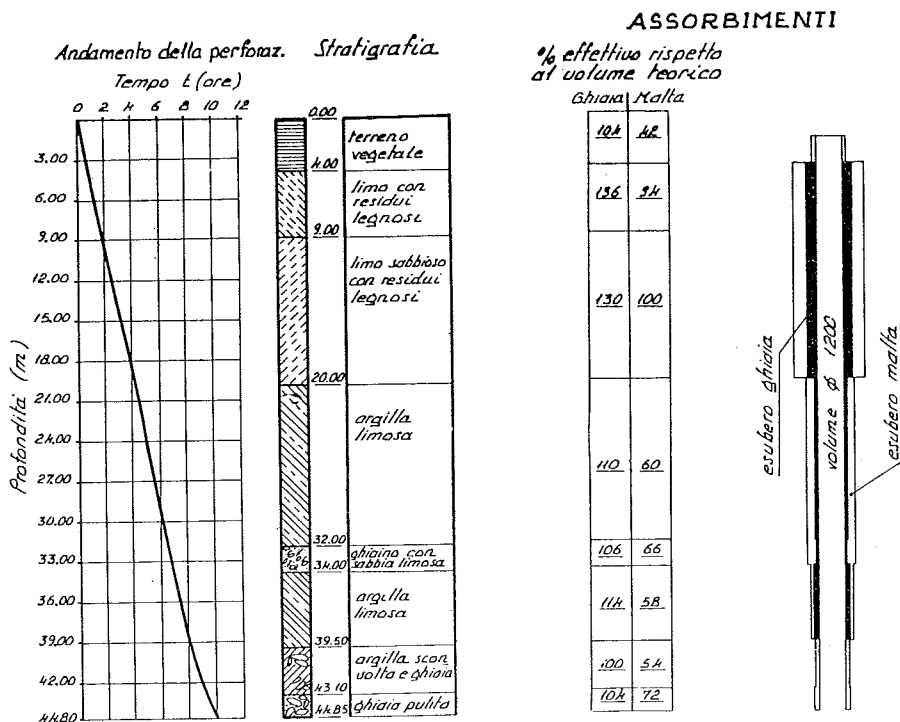 ASSORBIMENTI
Andamento della perforaz.
Stratigrafia
% effettivo rispetto
al volume teorico
Tempo t (ore)
Ghiaia Malta
0 2 4 6 8 10 12
Profondità (m)
3,00
6,00
9,00
12,00
15,00
18,00
21,00
24,00
27,00
30,00
33,00
36,00
39,00
42,00
44,80
0.00
terreno
vegetale
4.00
limo con
residui
legnosi
9.00
limo sabbioso
con residui
legnosi
20.00
argilla
limosa
32.00
ghiaino con
sabbia limosa
34.00
argilla
limosa
39.50
argilla scon
volta e ghiaia
43.10
ghiaia pulita
44.85
104 42
136 94
130 100
110 60
106 66
114 58
100 54
104 72
esubero ghiaia
volume ϕ 1200
esubero malta